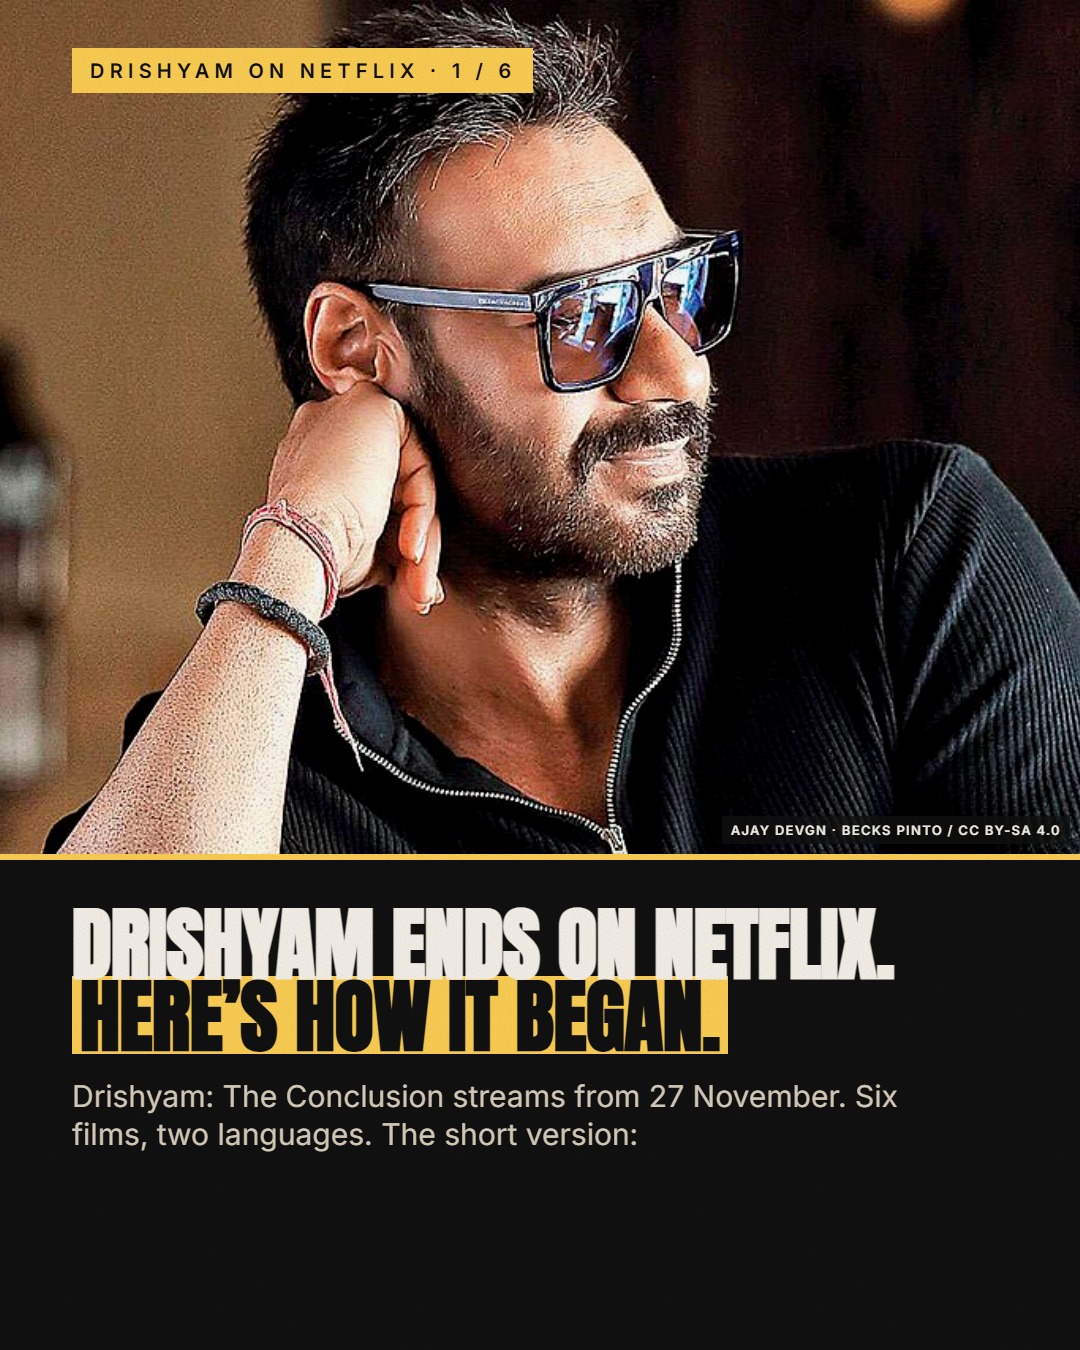 DRISHYAM ON NETFLIX · 1 / 6
AJAY DEVGN · BECKS PINTO / CC BY-SA 4.0
DRISHYAM ENDS ON NETFLIX.
HERE’S HOW IT BEGAN.
Drishyam: The Conclusion streams from 27 November. Six
films, two languages. The short version: